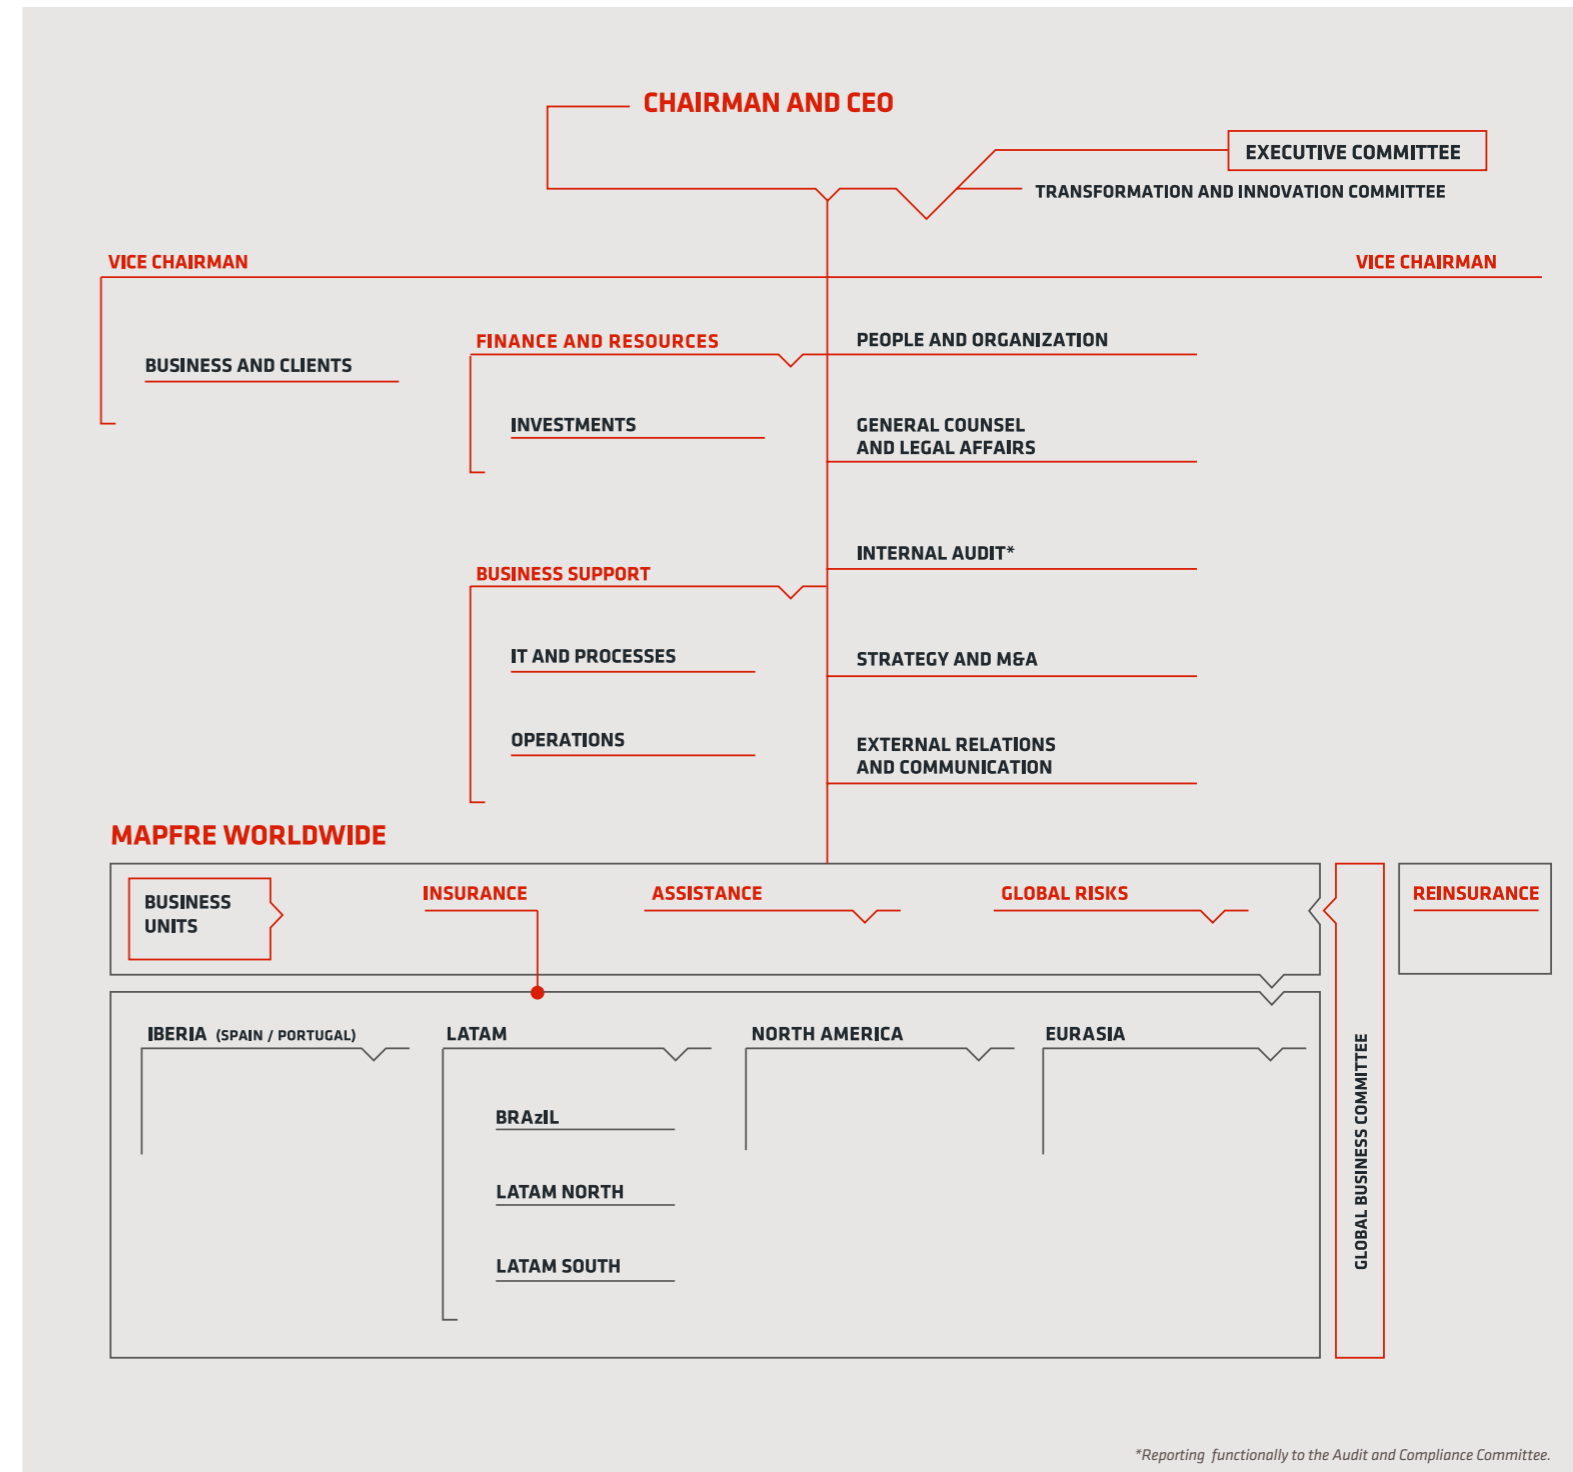 CHAIRMAN AND CEO
EXECUTIVE COMMITTEE
TRANSFORMATION AND INNOVATION COMMITTEE
VICE CHAIRMAN
VICE CHAIRMAN
BUSINESS AND CLIENTS
FINANCE AND RESOURCES
INVESTMENTS
PEOPLE AND ORGANIZATION
GENERAL COUNSEL
AND LEGAL AFFAIRS
INTERNAL AUDIT*
BUSINESS SUPPORT
IT AND PROCESSES
OPERATIONS
STRATEGY AND M&A
EXTERNAL RELATIONS
AND COMMUNICATION
MAPFRE WORLDWIDE
BUSINESS
UNITS
INSURANCE
ASSISTANCE
GLOBAL RISKS
REINSURANCE
IBERIA (SPAIN / PORTUGAL)
LATAM
BRAzIL
LATAM NORTH
LATAM SOUTH
NORTH AMERICA
EURASIA
GLOBAL BUSINESS COMMITTEE
*Reporting functionally to the Audit and Compliance Committee.